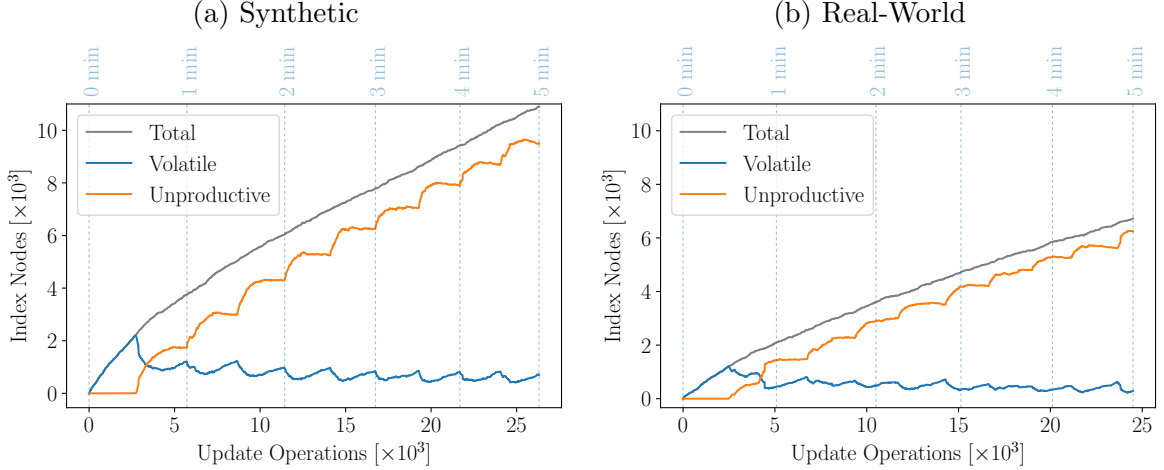 (a) Synthetic
0 min
1 min
2 min
3 min
4 min
5 min
Index Nodes [×10³]
10
8
6
4
2
0
Total
Volatile
Unproductive
0
5
10
15
20
25
Update Operations [×10³]
(b) Real-World
0 min
1 min
2 min
3 min
4 min
5 min
Index Nodes [×10³]
10
8
6
4
2
0
Total
Volatile
Unproductive
0
5
10
15
20
25
Update Operations [×10³]